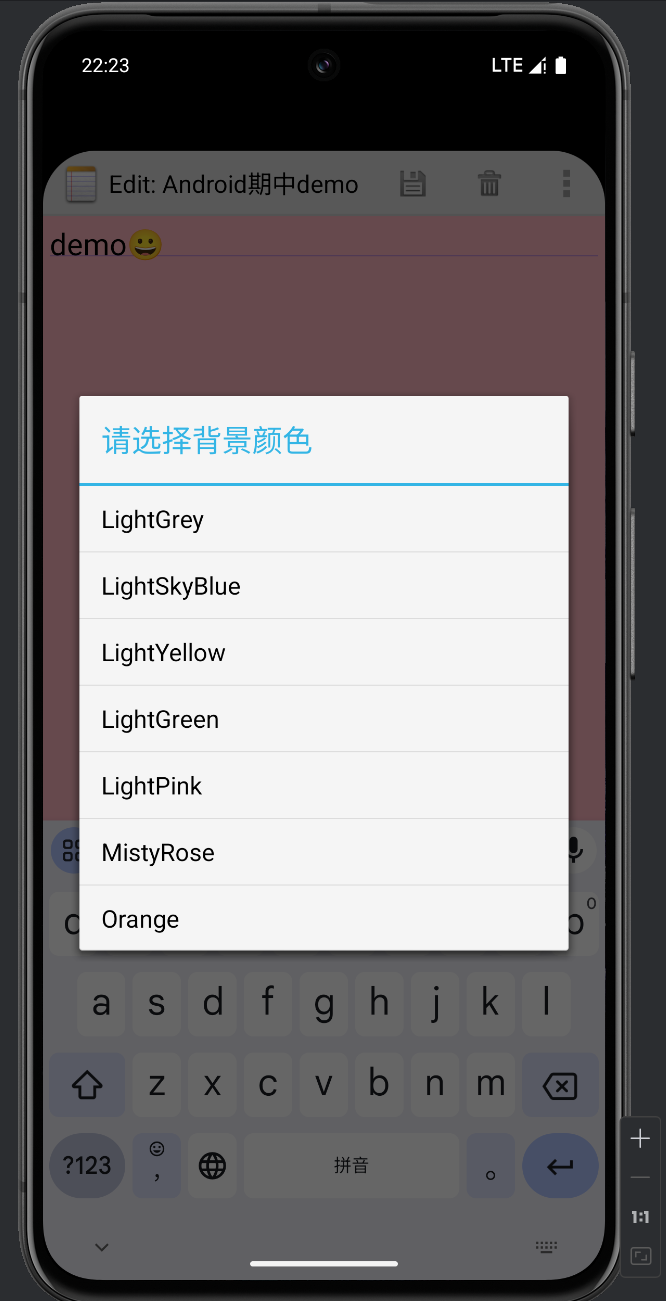 22:23 LTE
Edit: Android期中demo
demo😀
请选择背景颜色
LightGrey
LightSkyBlue
LightYellow
LightGreen
LightPink
MistyRose
Orange
0
a s d f g h j k l
z x c v b n m
?123 , 拼音 。
1:1